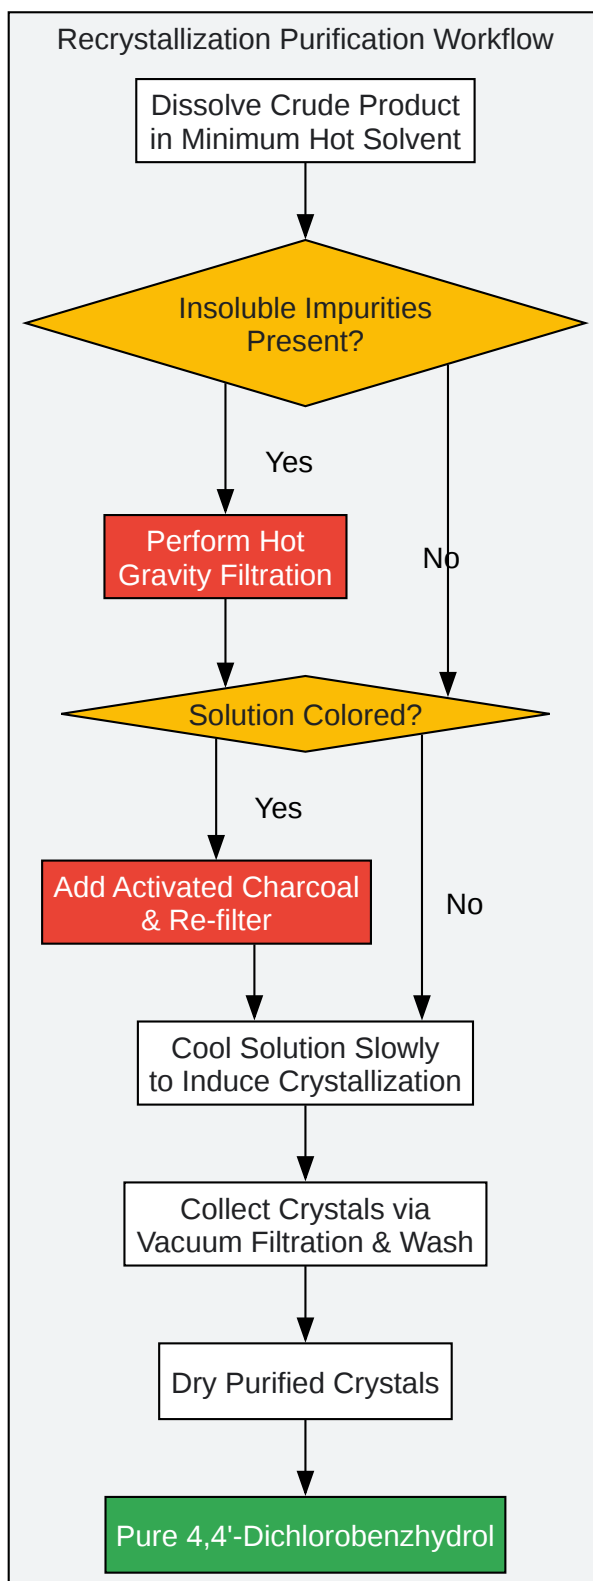 Recrystallization Purification Workflow
Dissolve Crude Product
in Minimum Hot Solvent
Insoluble Impurities
Present?
Yes
Perform Hot
Gravity Filtration
No
Solution Colored?
Yes
Add Activated Charcoal
& Re-filter
No
Cool Solution Slowly
to Induce Crystallization
Collect Crystals via
Vacuum Filtration & Wash
Dry Purified Crystals
Pure 4,4'-Dichlorobenzhydrol